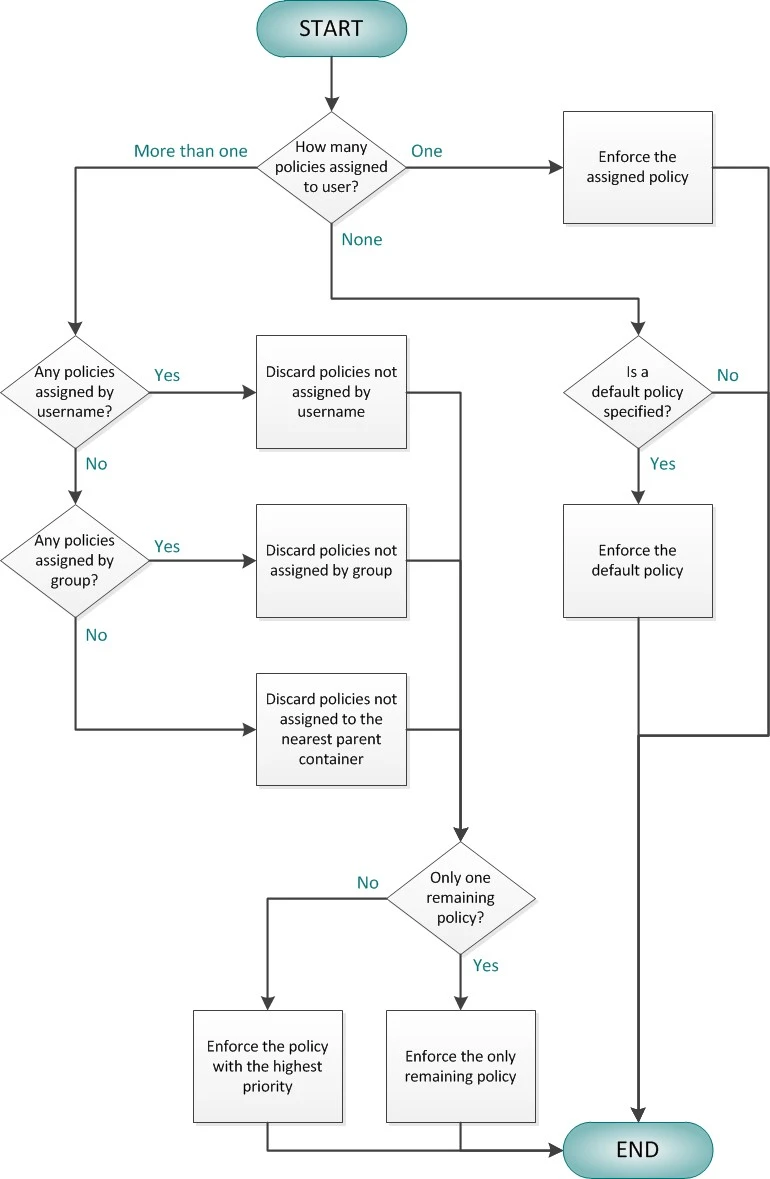 START
How many
policies assigned
to user?
More than one
One
None
Enforce the
assigned policy
Any policies
assigned by
username?
Yes
No
Discard policies not
assigned by
username
Is a
default policy
specified?
No
Yes
Any policies
assigned by
group?
Yes
No
Discard policies not
assigned by group
Enforce the
default policy
Discard policies not
assigned to the
nearest parent
container
Only one
remaining
policy?
No
Yes
Enforce the policy
with the highest
priority
Enforce the only
remaining policy
END